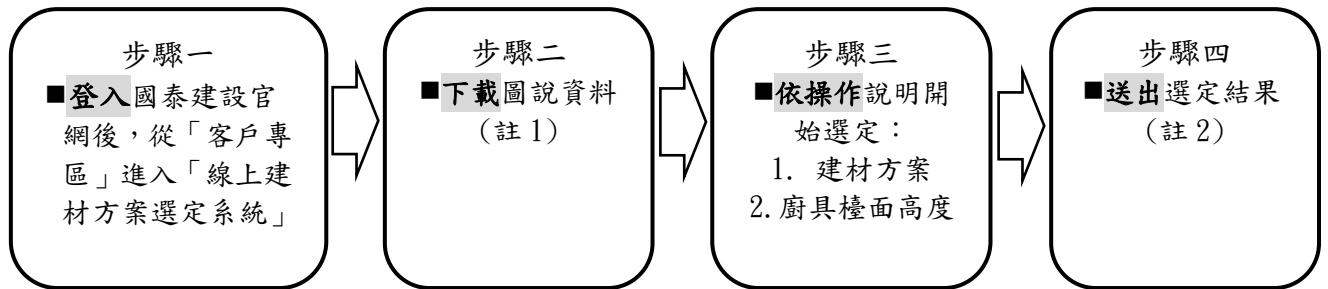 步驟一
■登入國泰建設官
網後，從「客戶專
區」進入「線上建
材方案選定系統」
步驟二
■下載圖說資料
(註 1)
步驟三
■依操作說明開
始選定：
1. 建材方案
2.廚具檯面高度
步驟四
■送出選定結果
(註 2)